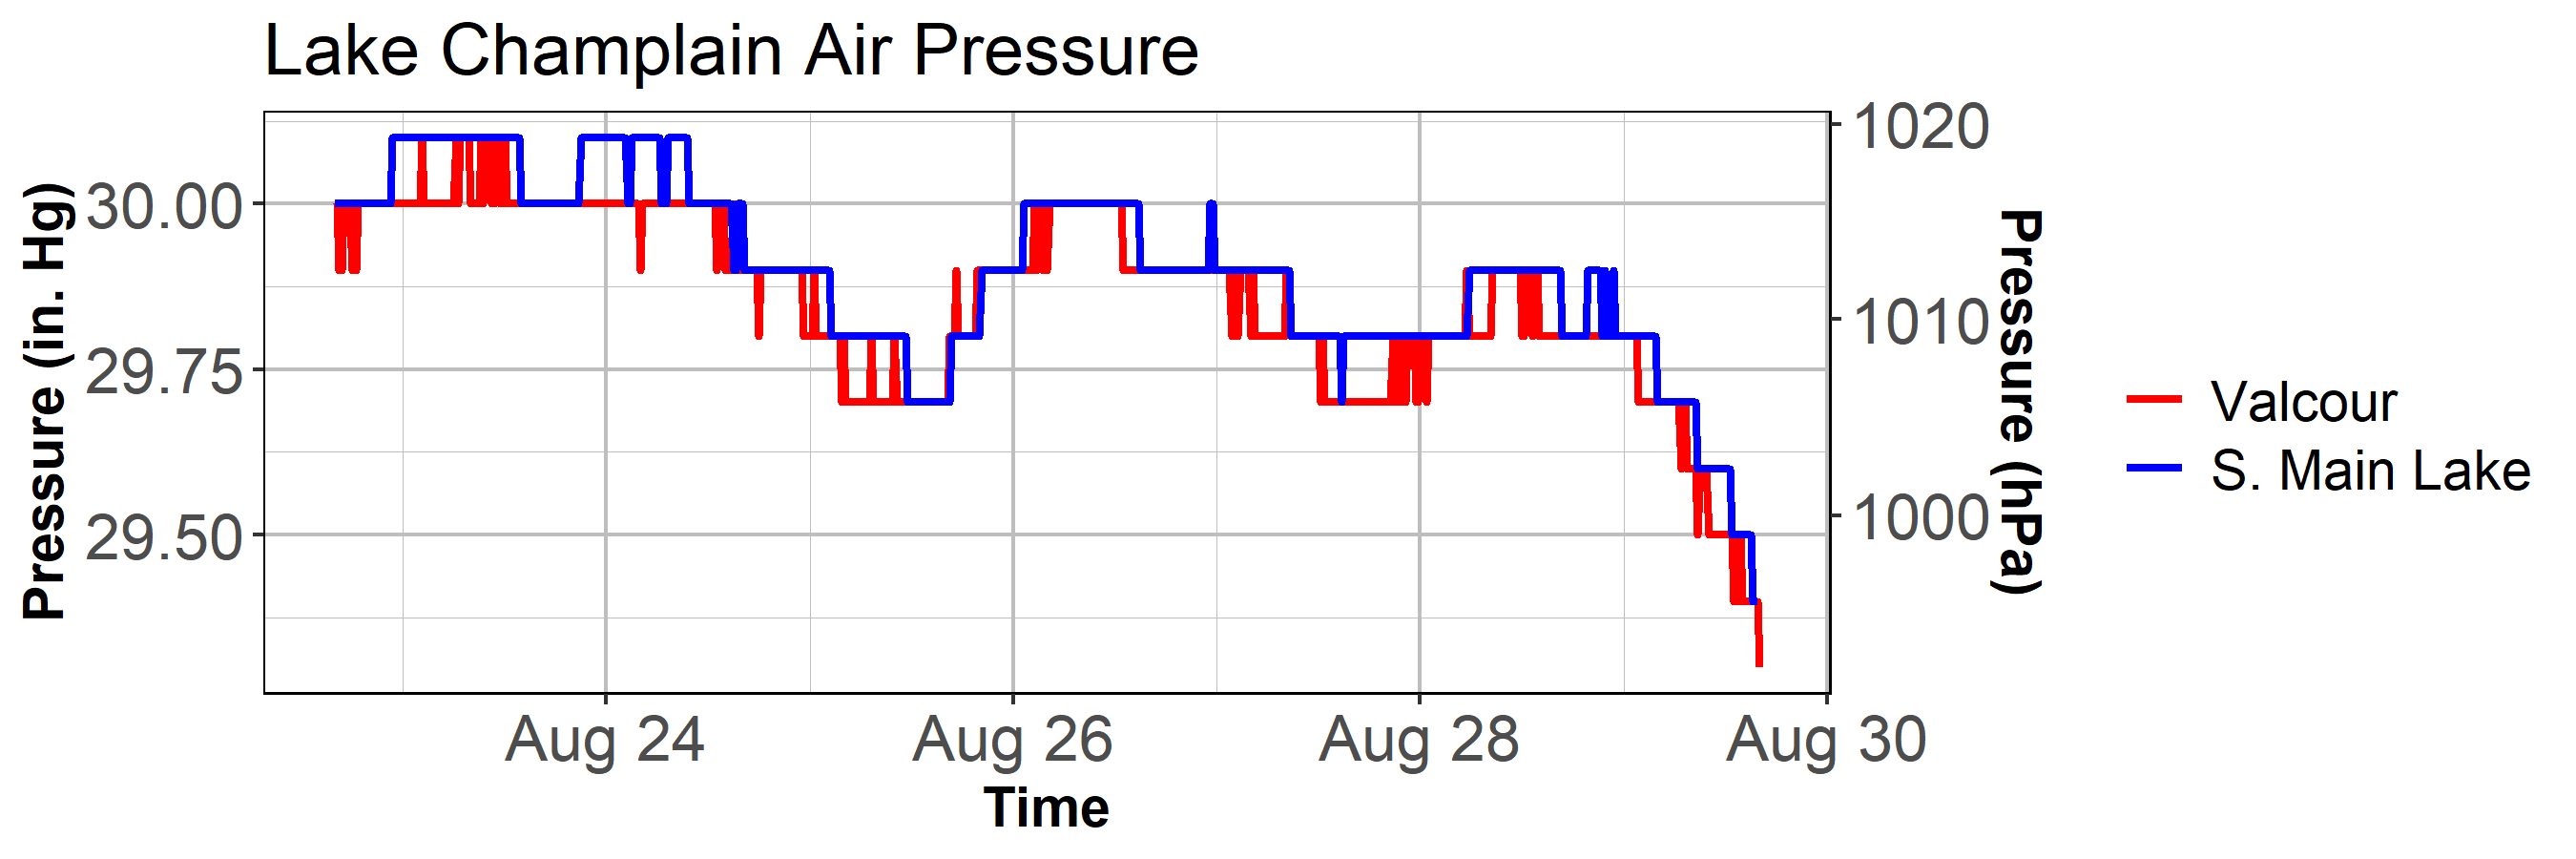 Lake Champlain Air Pressure
Pressure (in. Hg)
30.00
29.75
29.50
1020
1010
1000
Pressure (hPa)
Aug 24
Aug 26
Aug 28
Aug 30
Time
Valcour
S. Main Lake